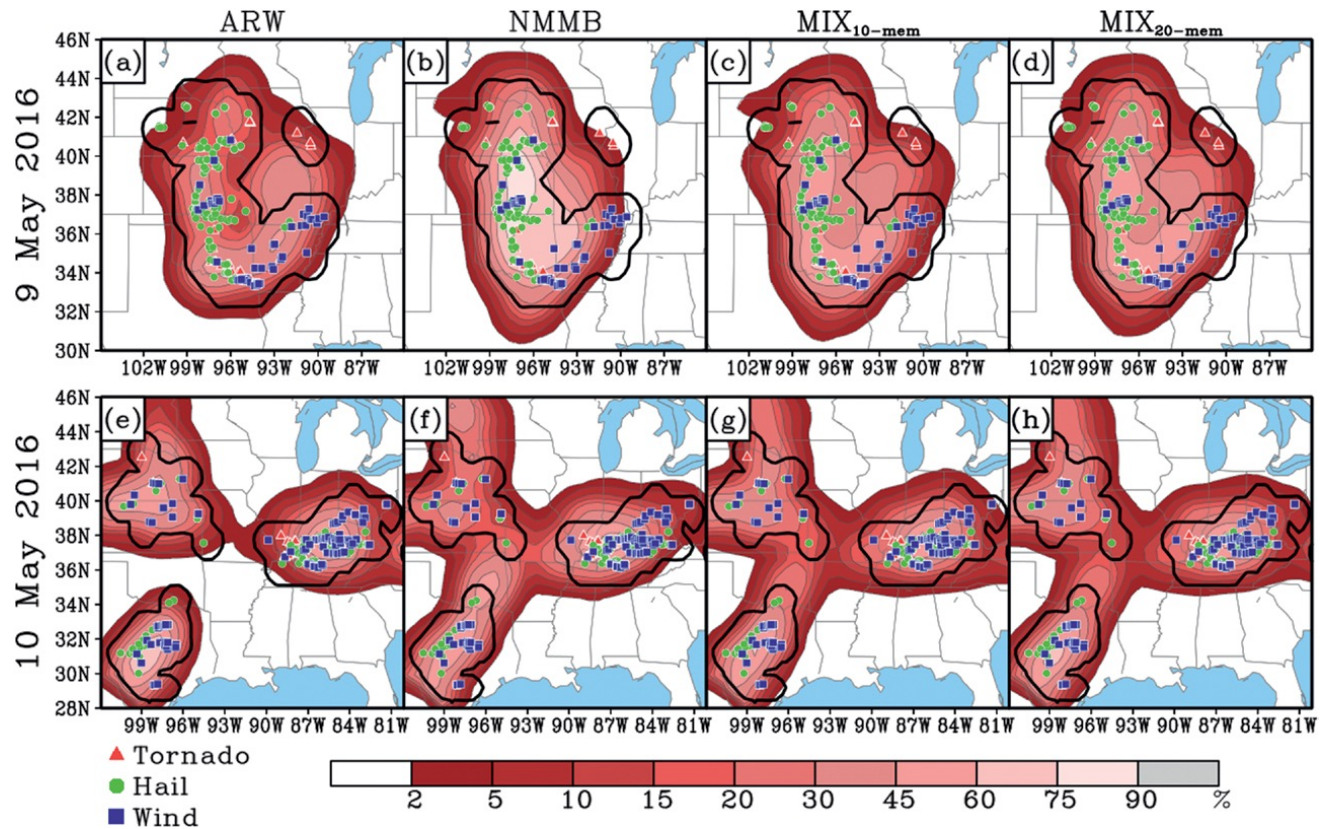 ARW NMMB MIX10-mem MIX20-mem
9 May 2016
46N (a) (b) (c) (d)
44N
42N
40N
38N
36N
34N
32N
30N
102W 99W 96W 93W 90W 87W 102W 99W 96W 93W 90W 87W 102W 99W 96W 93W 90W 87W 102W 99W 96W 93W 90W 87W
10 May 2016
46N (e) (f) (g) (h)
44N
42N
40N
38N
36N
34N
32N
30N
28N
99W 96W 93W 90W 87W 84W 81W 99W 96W 93W 90W 87W 84W 81W 99W 96W 93W 90W 87W 84W 81W 99W 96W 93W 90W 87W 84W 81W
Tornado
Hail
Wind
2 5 10 15 20 30 45 60 75 90 %